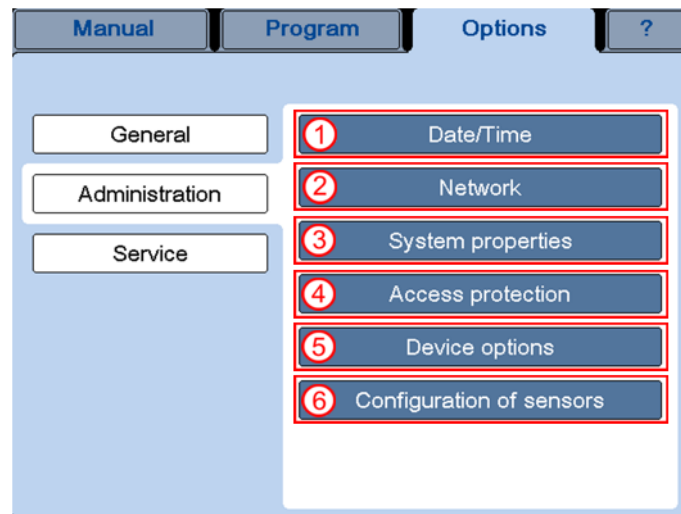 Manual Program Options ?
General
Administration
Service
1 Date/Time
2 Network
3 System properties
4 Access protection
5 Device options
6 Configuration of sensors